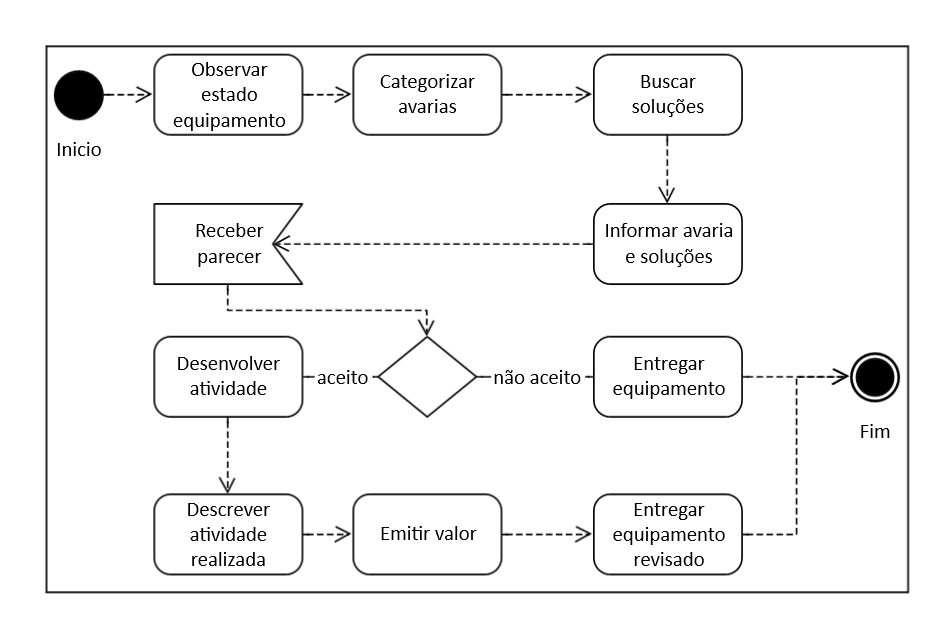 Observar
estado
equipamento
Categorizar
avarias
Buscar
soluções
Inicio
Receber
parecer
Informar avaria
e soluções
Desenvolver
atividade
aceito
não aceito
Entregar
equipamento
Fim
Descrever
atividade
realizada
Emitir valor
Entregar
equipamento
revisado